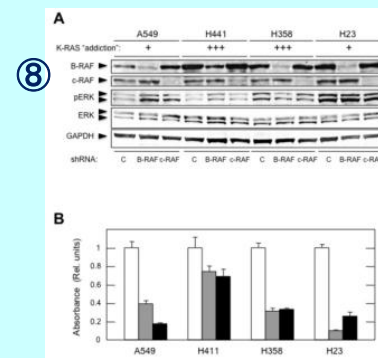 A
A549 H441 H358 H23
K-RAS "addiction": + +++ +++ +
⑧
B-RAF
c-RAF
pERK
ERK
GAPDH
shRNA: C B-RAF c-RAF C B-RAF c-RAF C B-RAF c-RAF C B-RAF c-RAF
B
Absorbance (Rel. units)
1
0.8
0.6
0.4
0.2
0
A549 H411 H358 H23